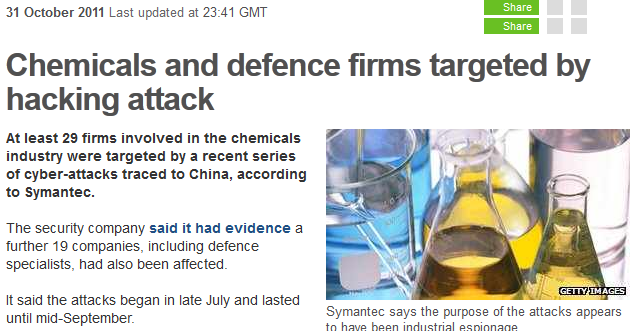 31 October 2011 Last updated at 23:41 GMT
Share
Share
Chemicals and defence firms targeted by
hacking attack
At least 29 firms involved in the chemicals
industry were targeted by a recent series
of cyber-attacks traced to China, according
to Symantec.
The security company said it had evidence a
further 19 companies, including defence
specialists, had also been affected.
It said the attacks began in late July and lasted
until mid-September.
GETTY IMAGES
Symantec says the purpose of the attacks appears
to have been industrial espionage